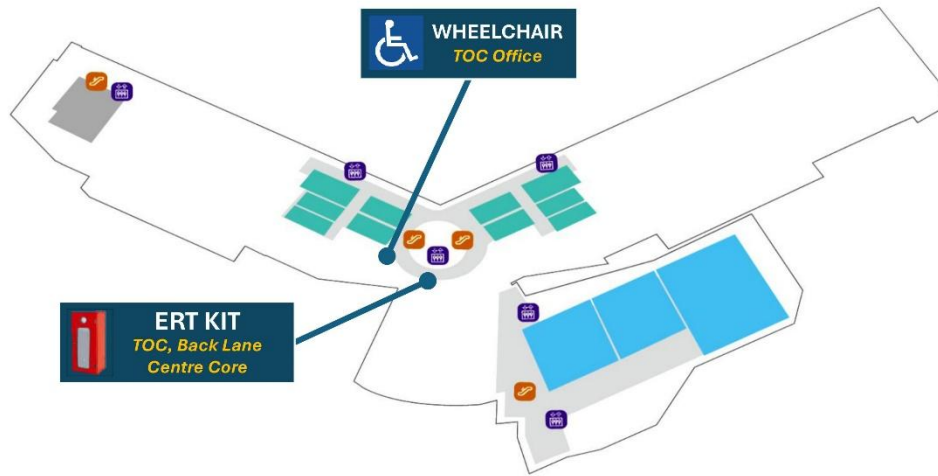 WHEELCHAIR
TOC Office
ERT KIT
TOC, Back Lane
Centre Core